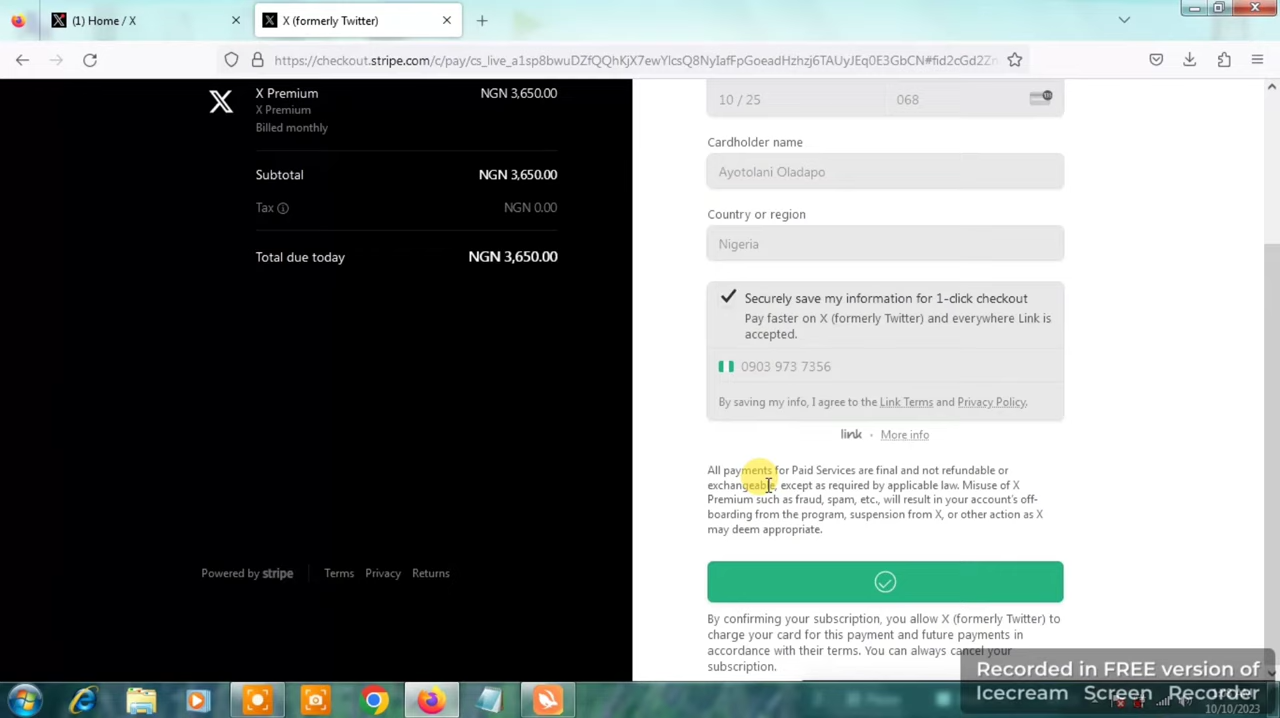 (1) Home / X
X (formerly Twitter)
https://checkout.stripe.com/c/pay/cs_live_a1sp8bwuDZfQQhKjX7ewYlcsQ8NyIafFpGoeadHzhzj6TAUyJEq0E3GbCN#fid2cGd2Z
X Premium NGN 3,650.00
X Premium
Billed monthly
Subtotal NGN 3,650.00
Tax NGN 0.00
Total due today NGN 3,650.00
Powered by stripe Terms Privacy Returns
10 / 25 068
Cardholder name
Ayotolani Oladapo
Country or region
Nigeria
Securely save my information for 1-click checkout
Pay faster on X (formerly Twitter) and everywhere Link is
accepted.
0903 973 7356
By saving my info, I agree to the Link Terms and Privacy Policy.
link · More info
All payments for Paid Services are final and not refundable or
exchangeable, except as required by applicable law. Misuse of X
Premium such as fraud, spam, etc., will result in your account's off-
boarding from the program, suspension from X, or other action as X
may deem appropriate.
By confirming your subscription, you allow X (formerly Twitter) to
charge your card for this payment and future payments in
accordance with their terms. You can always cancel your
subscription.
Recorded in FREE version of
Icecream Screen Recorder
10/10/2023